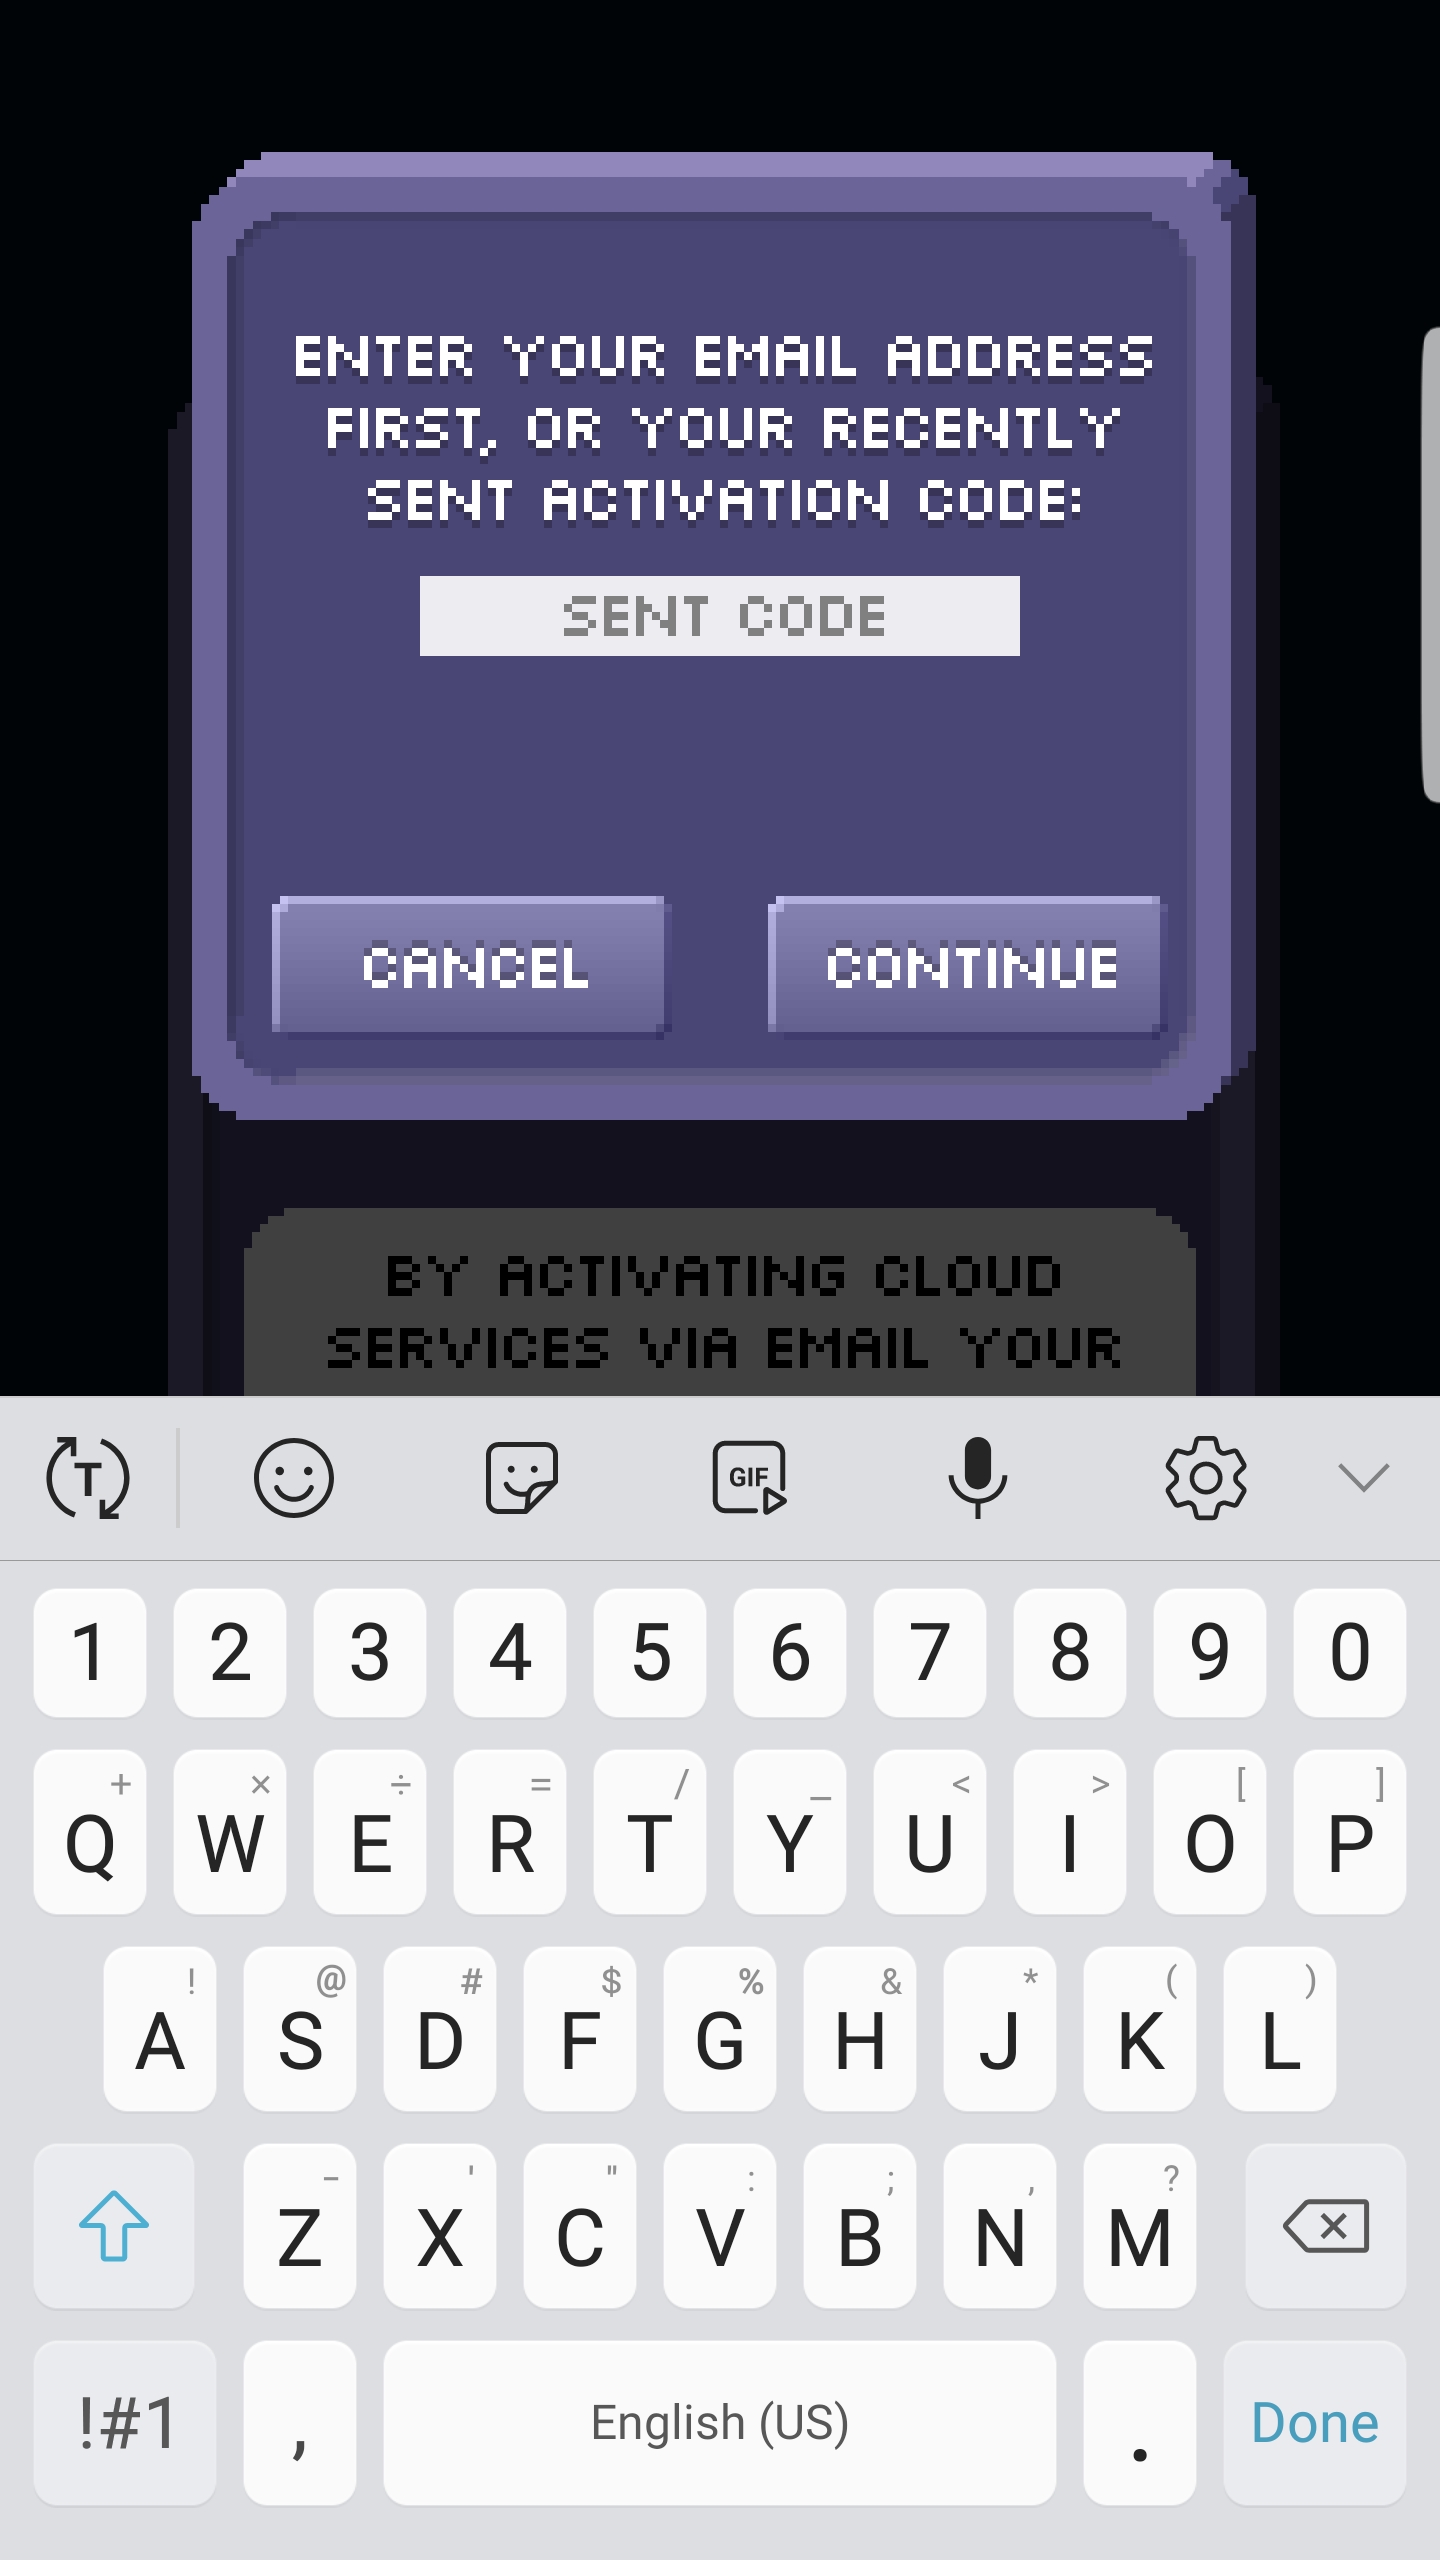 ENTER YOUR EMAIL ADDRESS
FIRST, OR YOUR RECENTLY
SENT ACTIVATION CODE:
SENT CODE
CANCEL CONTINUE
BY ACTIVATING CLOUD
SERVICES VIA EMAIL YOUR
T GIF
1 2 3 4 5 6 7 8 9 0
+ × ÷ = / _ < > [ ]
Q W E R T Y U I O P
! @ # $ % & * ( )
A S D F G H J K L
- ' " : ; , ?
Z X C V B N M
!#1 , English (US) . Done